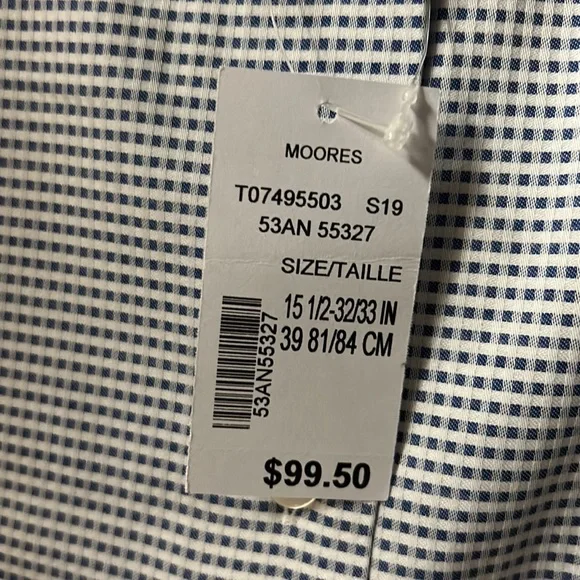 MOORES
T07495503 S19
53AN 55327
SIZE/TAILLE
15 1/2-32/33 IN
39 81/84 CM
53AN55327
$99.50